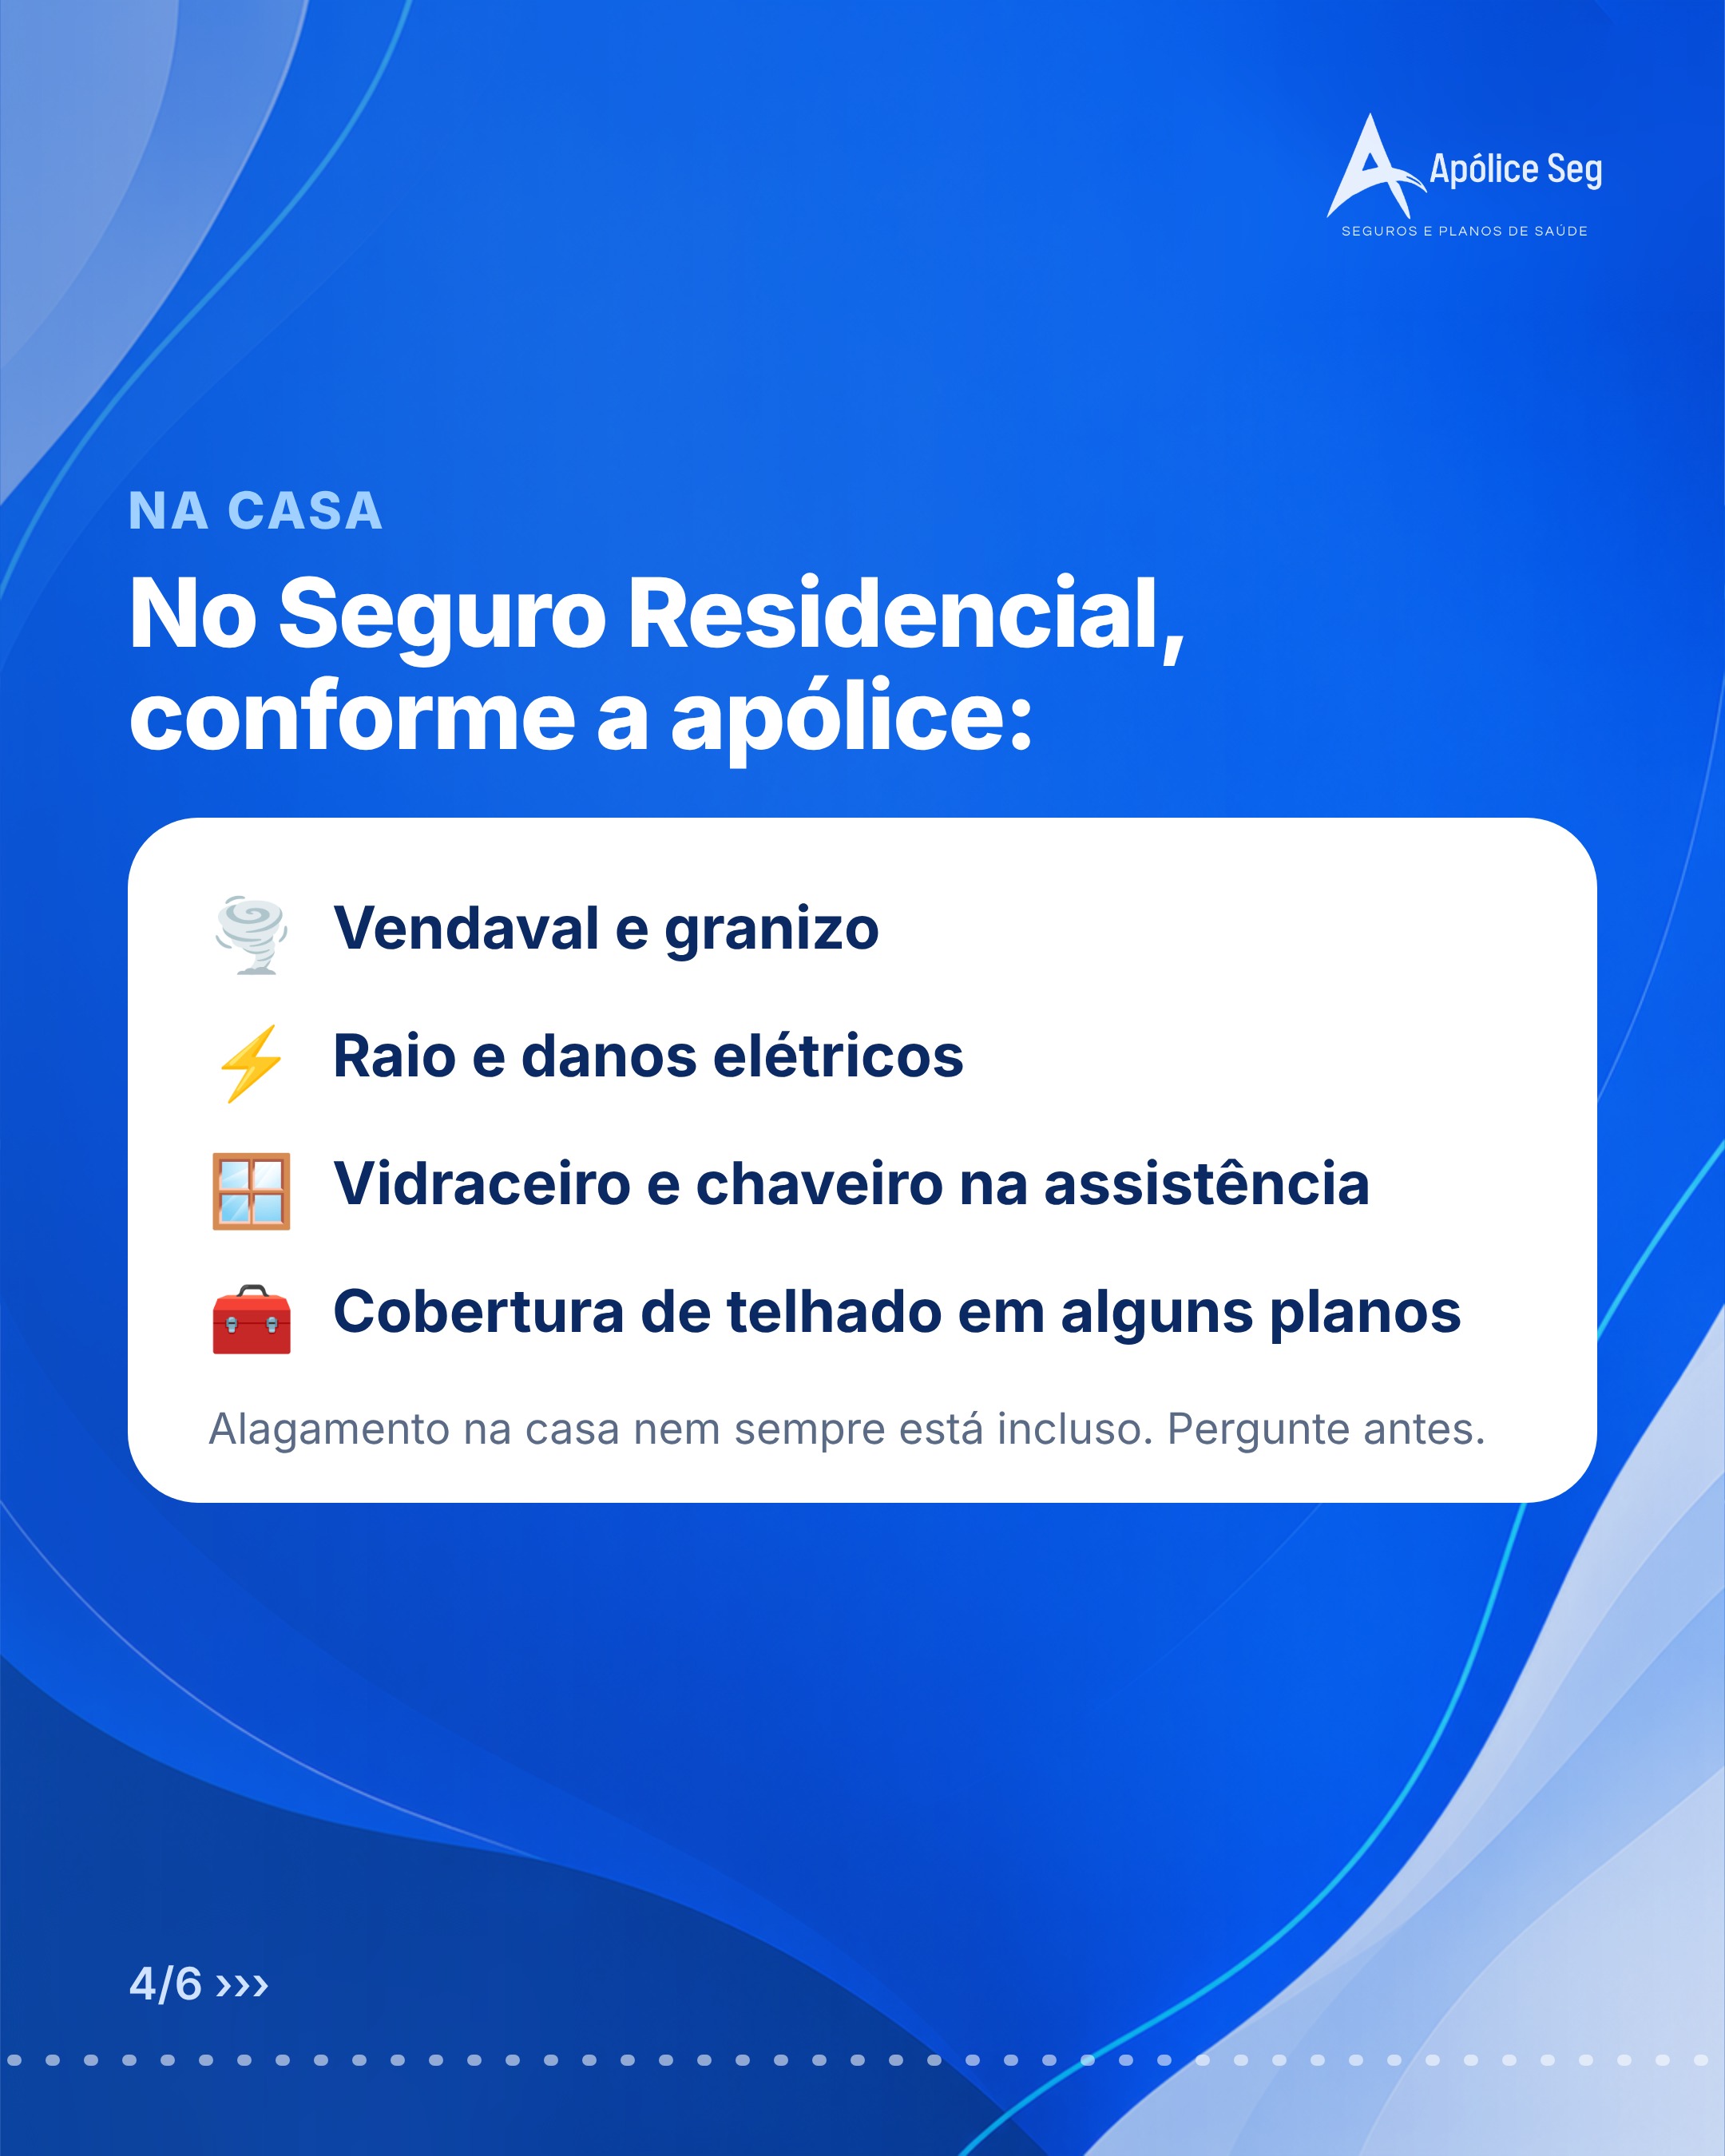 Apólice Seg
SEGUROS E PLANOS DE SAÚDE
NA CASA
No Seguro Residencial,
conforme a apólice:
Vendaval e granizo
Raio e danos elétricos
Vidraceiro e chaveiro na assistência
Cobertura de telhado em alguns planos
Alagamento na casa nem sempre está incluso. Pergunte antes.
4/6 ›››